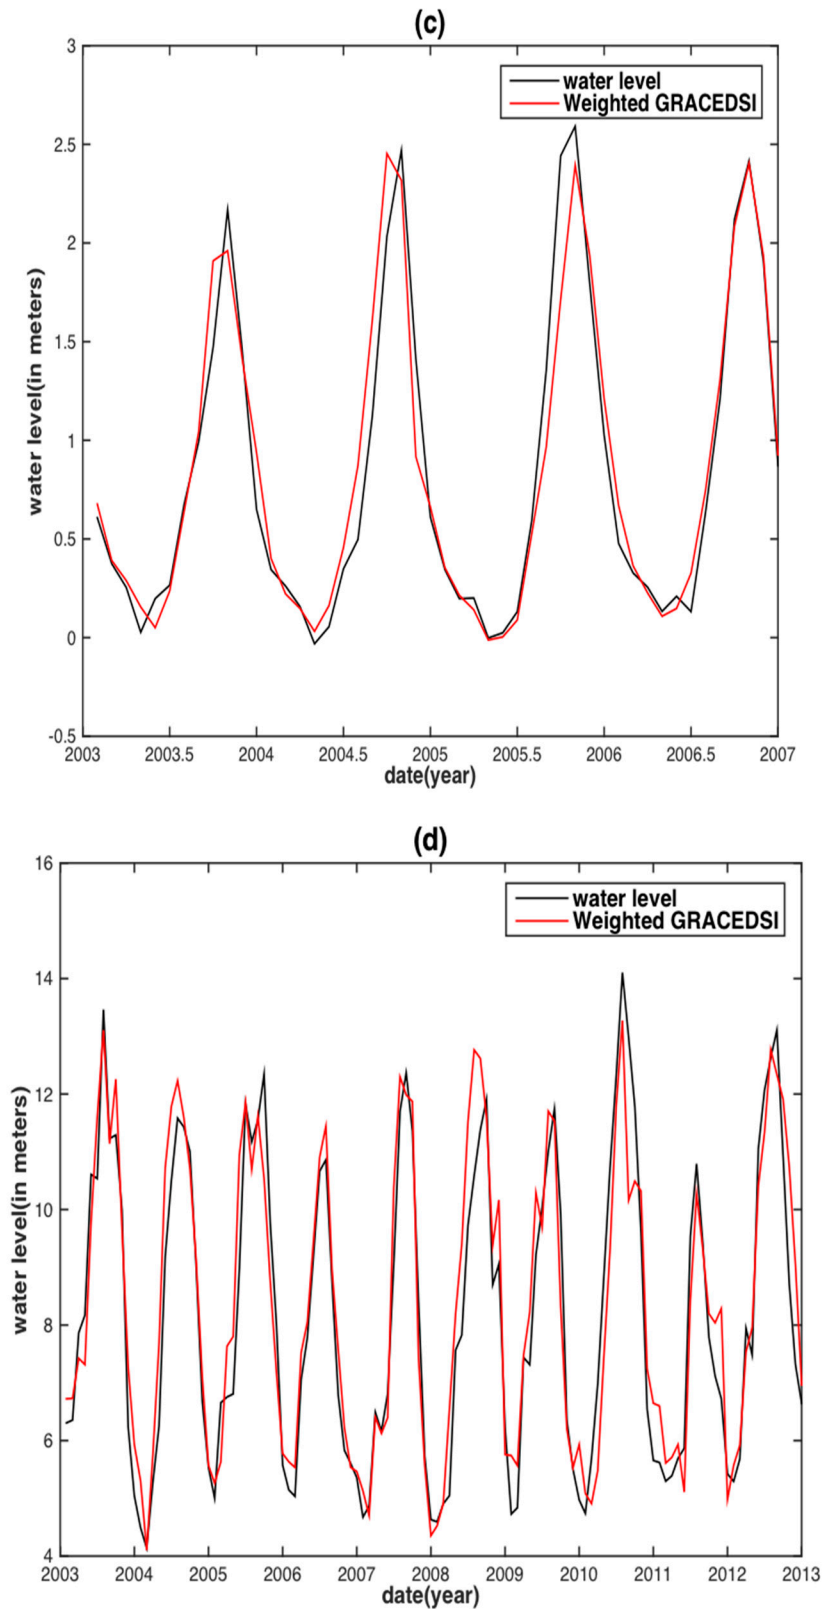 (c)
water level
Weighted GRACEDSI
3
2.5
2
1.5
1
0.5
0
-0.5
water level(in meters)
2003 2003.5 2004 2004.5 2005 2005.5 2006 2006.5 2007
date(year)
(d)
water level
Weighted GRACEDSI
16
14
12
10
8
6
4
water level(in meters)
2003 2004 2005 2006 2007 2008 2009 2010 2011 2012 2013
date(year)